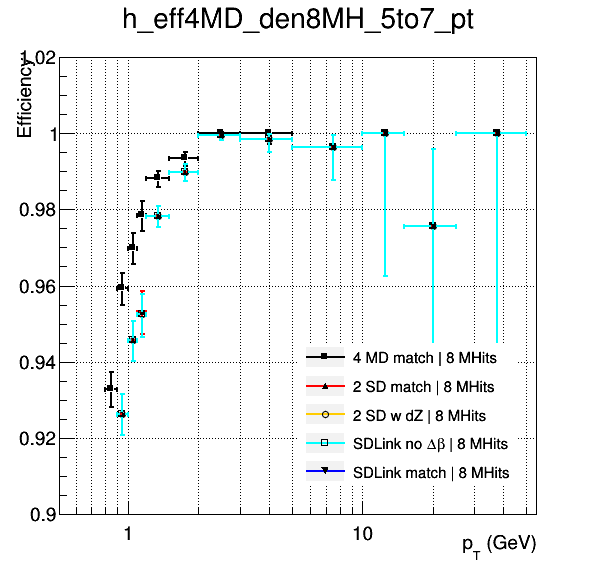 h_eff4MD_den8MH_5to7_pt
Efficiency
1.02
1
0.98
0.96
0.94
0.92
0.9
4 MD match | 8 MHits
2 SD match | 8 MHits
2 SD w dZ | 8 MHits
SDLink no Δβ | 8 MHits
SDLink match | 8 MHits
1
10
p_T (GeV)